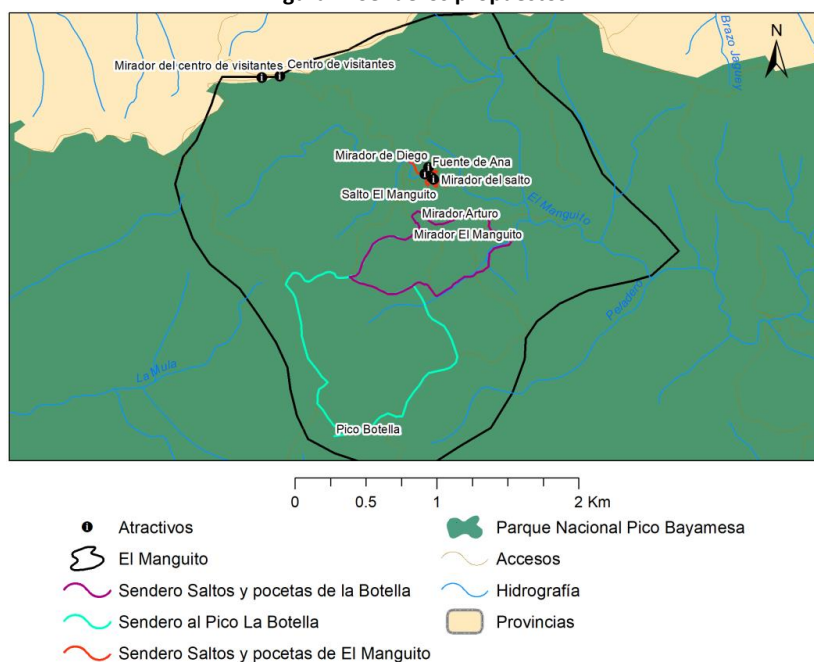 Brazo Jaguey
N
Mirador del centro de visitantes
Centro de visitantes
Mirador de Diego
Fuente de Ana
Mirador del salto
Salto El Manguito
El Manguito
Mirador Arturo
Mirador El Manguito
Peladero
La Mula
Pico Botella
0 0.5 1 2 Km
Atractivos
El Manguito
Sendero Saltos y pocetas de la Botella
Sendero al Pico La Botella
Sendero Saltos y pocetas de El Manguito
Parque Nacional Pico Bayamesa
Accesos
Hidrografía
Provincias